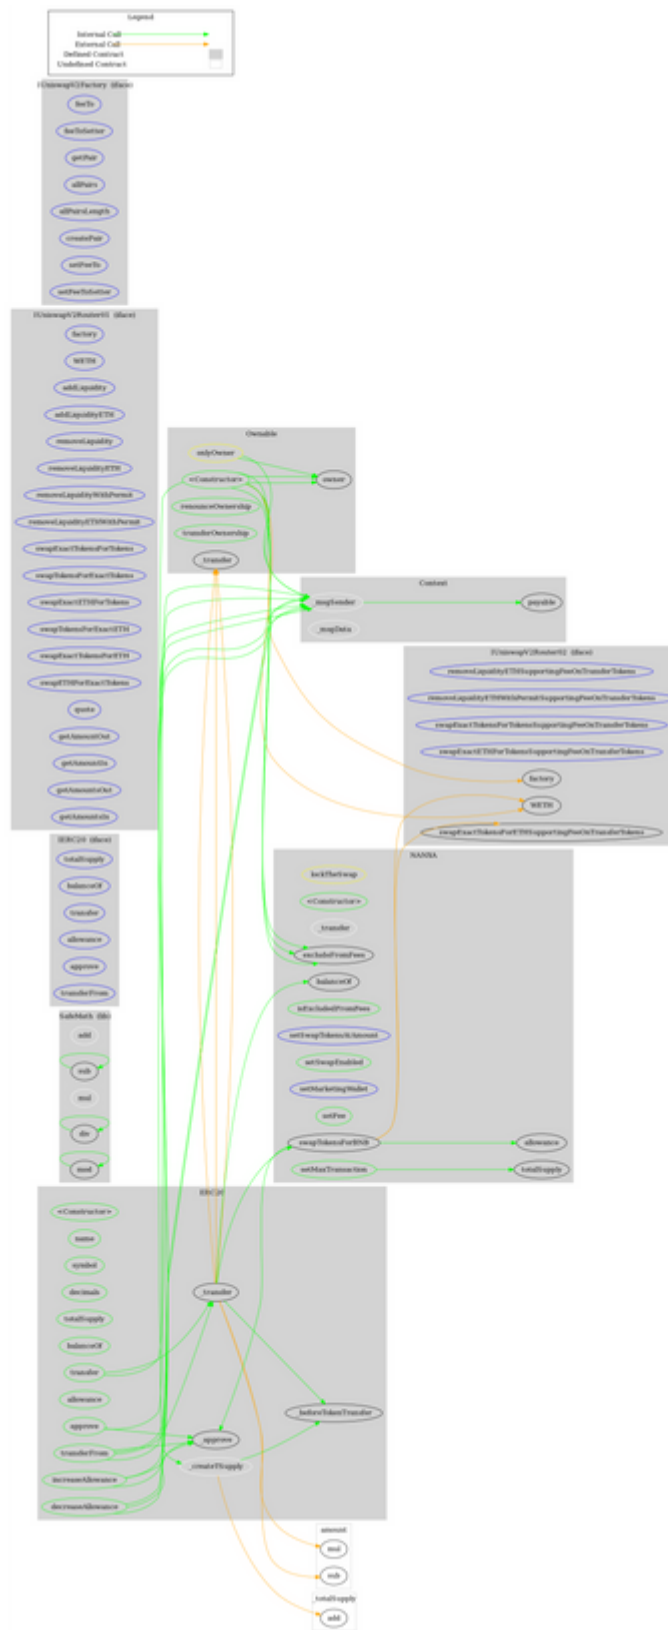 Legend
Internal Call
External Call
Defined Contract
Undefined Contract
IUniswapV2Factory (iface)
feeTo
feeToSetter
getPair
allPairs
allPairsLength
createPair
setFeeTo
setFeeToSetter
IUniswapV2Router01 (iface)
factory
WETH
addLiquidity
addLiquidityETH
removeLiquidity
removeLiquidityETH
removeLiquidityWithPermit
removeLiquidityETHWithPermit
swapExactTokensForTokens
swapTokensForExactTokens
swapExactETHForTokens
swapTokensForExactETH
swapExactTokensForETH
swapETHForExactTokens
quote
getAmountOut
getAmountIn
getAmountsOut
getAmountsIn
IERC20 (iface)
totalSupply
balanceOf
transfer
allowance
approve
transferFrom
SafeMath (lib)
add
sub
mul
div
mod
Ownable
onlyOwner
<Constructor>
owner
renounceOwnership
transferOwnership
_transfer
Context
_msgSender
payable
_msgData
IUniswapV2Router02 (iface)
removeLiquidityETHSupportingFeeOnTransferTokens
removeLiquidityETHWithPermitSupportingFeeOnTransferTokens
swapExactTokensForTokensSupportingFeeOnTransferTokens
swapExactETHForTokensSupportingFeeOnTransferTokens
factory
WETH
swapExactTokensForETHSupportingFeeOnTransferTokens
lockTheSwap
<Constructor>
_transfer
excludeFromFees
balanceOf
isExcludedFromFees
setSwapTokensAtAmount
setSwapEnabled
setMarketingWallet
setFee
swapTokensForBNB
allowance
setMaxTransaction
totalSupply
ERC20
<Constructor>
name
symbol
decimals
totalSupply
balanceOf
transfer
_transfer
allowance
approve
_beforeTokenTransfer
_approve
transferFrom
_createTSupply
increaseAllowance
decreaseAllowance
amount
mul
sub
_totalSupply
add